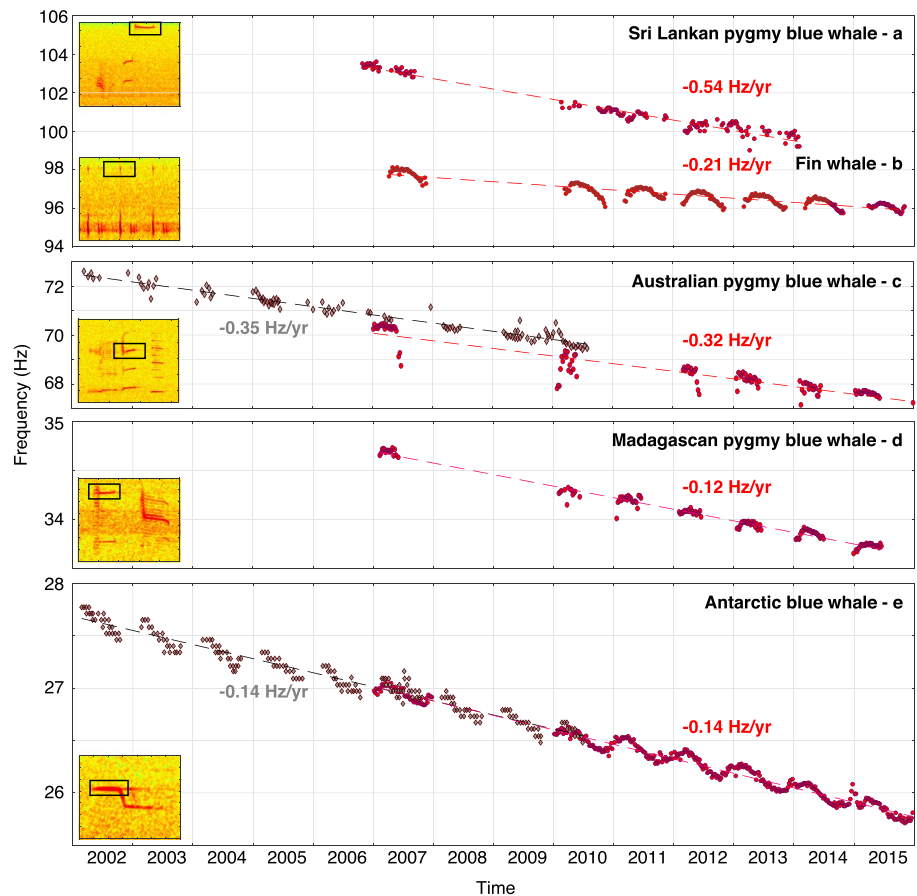 106
Sri Lankan pygmy blue whale - a
104
-0.54 Hz/yr
102
100
-0.21 Hz/yr
98
Fin whale - b
96
94
72
Australian pygmy blue whale - c
-0.35 Hz/yr
70
-0.32 Hz/yr
68
Frequency (Hz)
35
Madagascan pygmy blue whale - d
-0.12 Hz/yr
34
28
Antarctic blue whale - e
27
-0.14 Hz/yr
-0.14 Hz/yr
26
2002 2003 2004 2005 2006 2007 2008 2009 2010 2011 2012 2013 2014 2015
Time